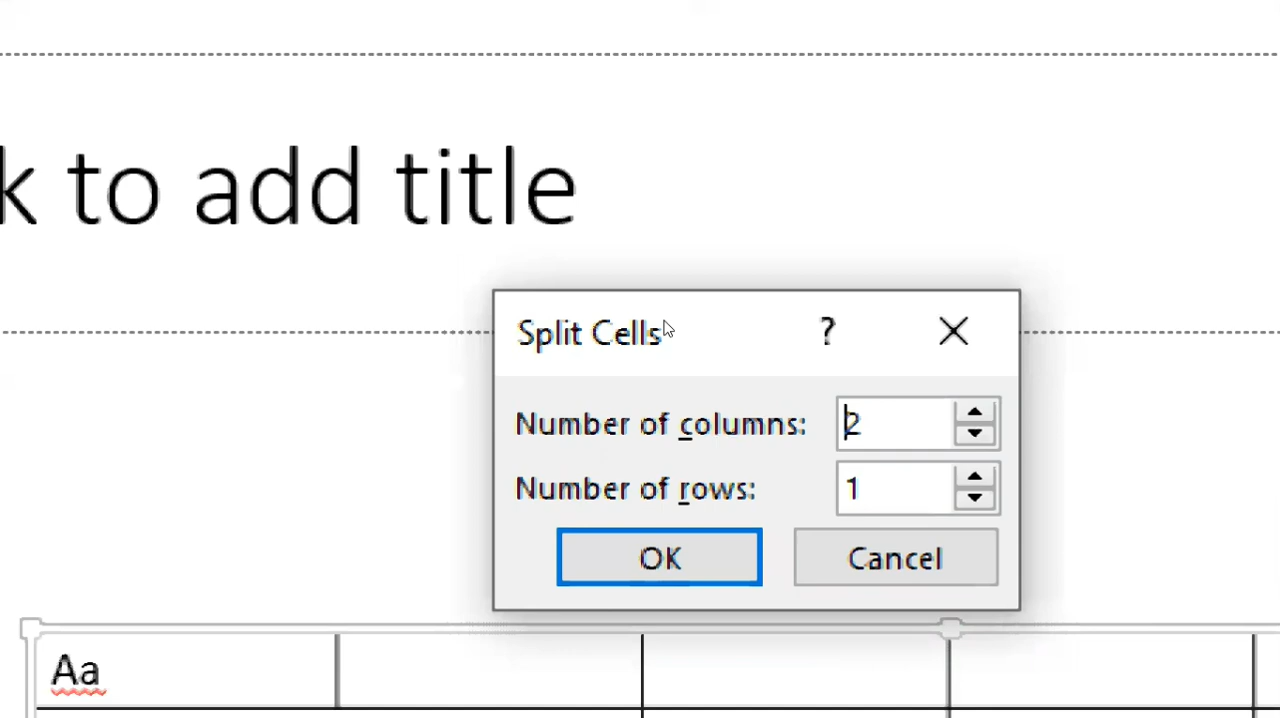 k to add title
Split Cells ?
Number of columns: 2
Number of rows: 1
OK Cancel
Aa